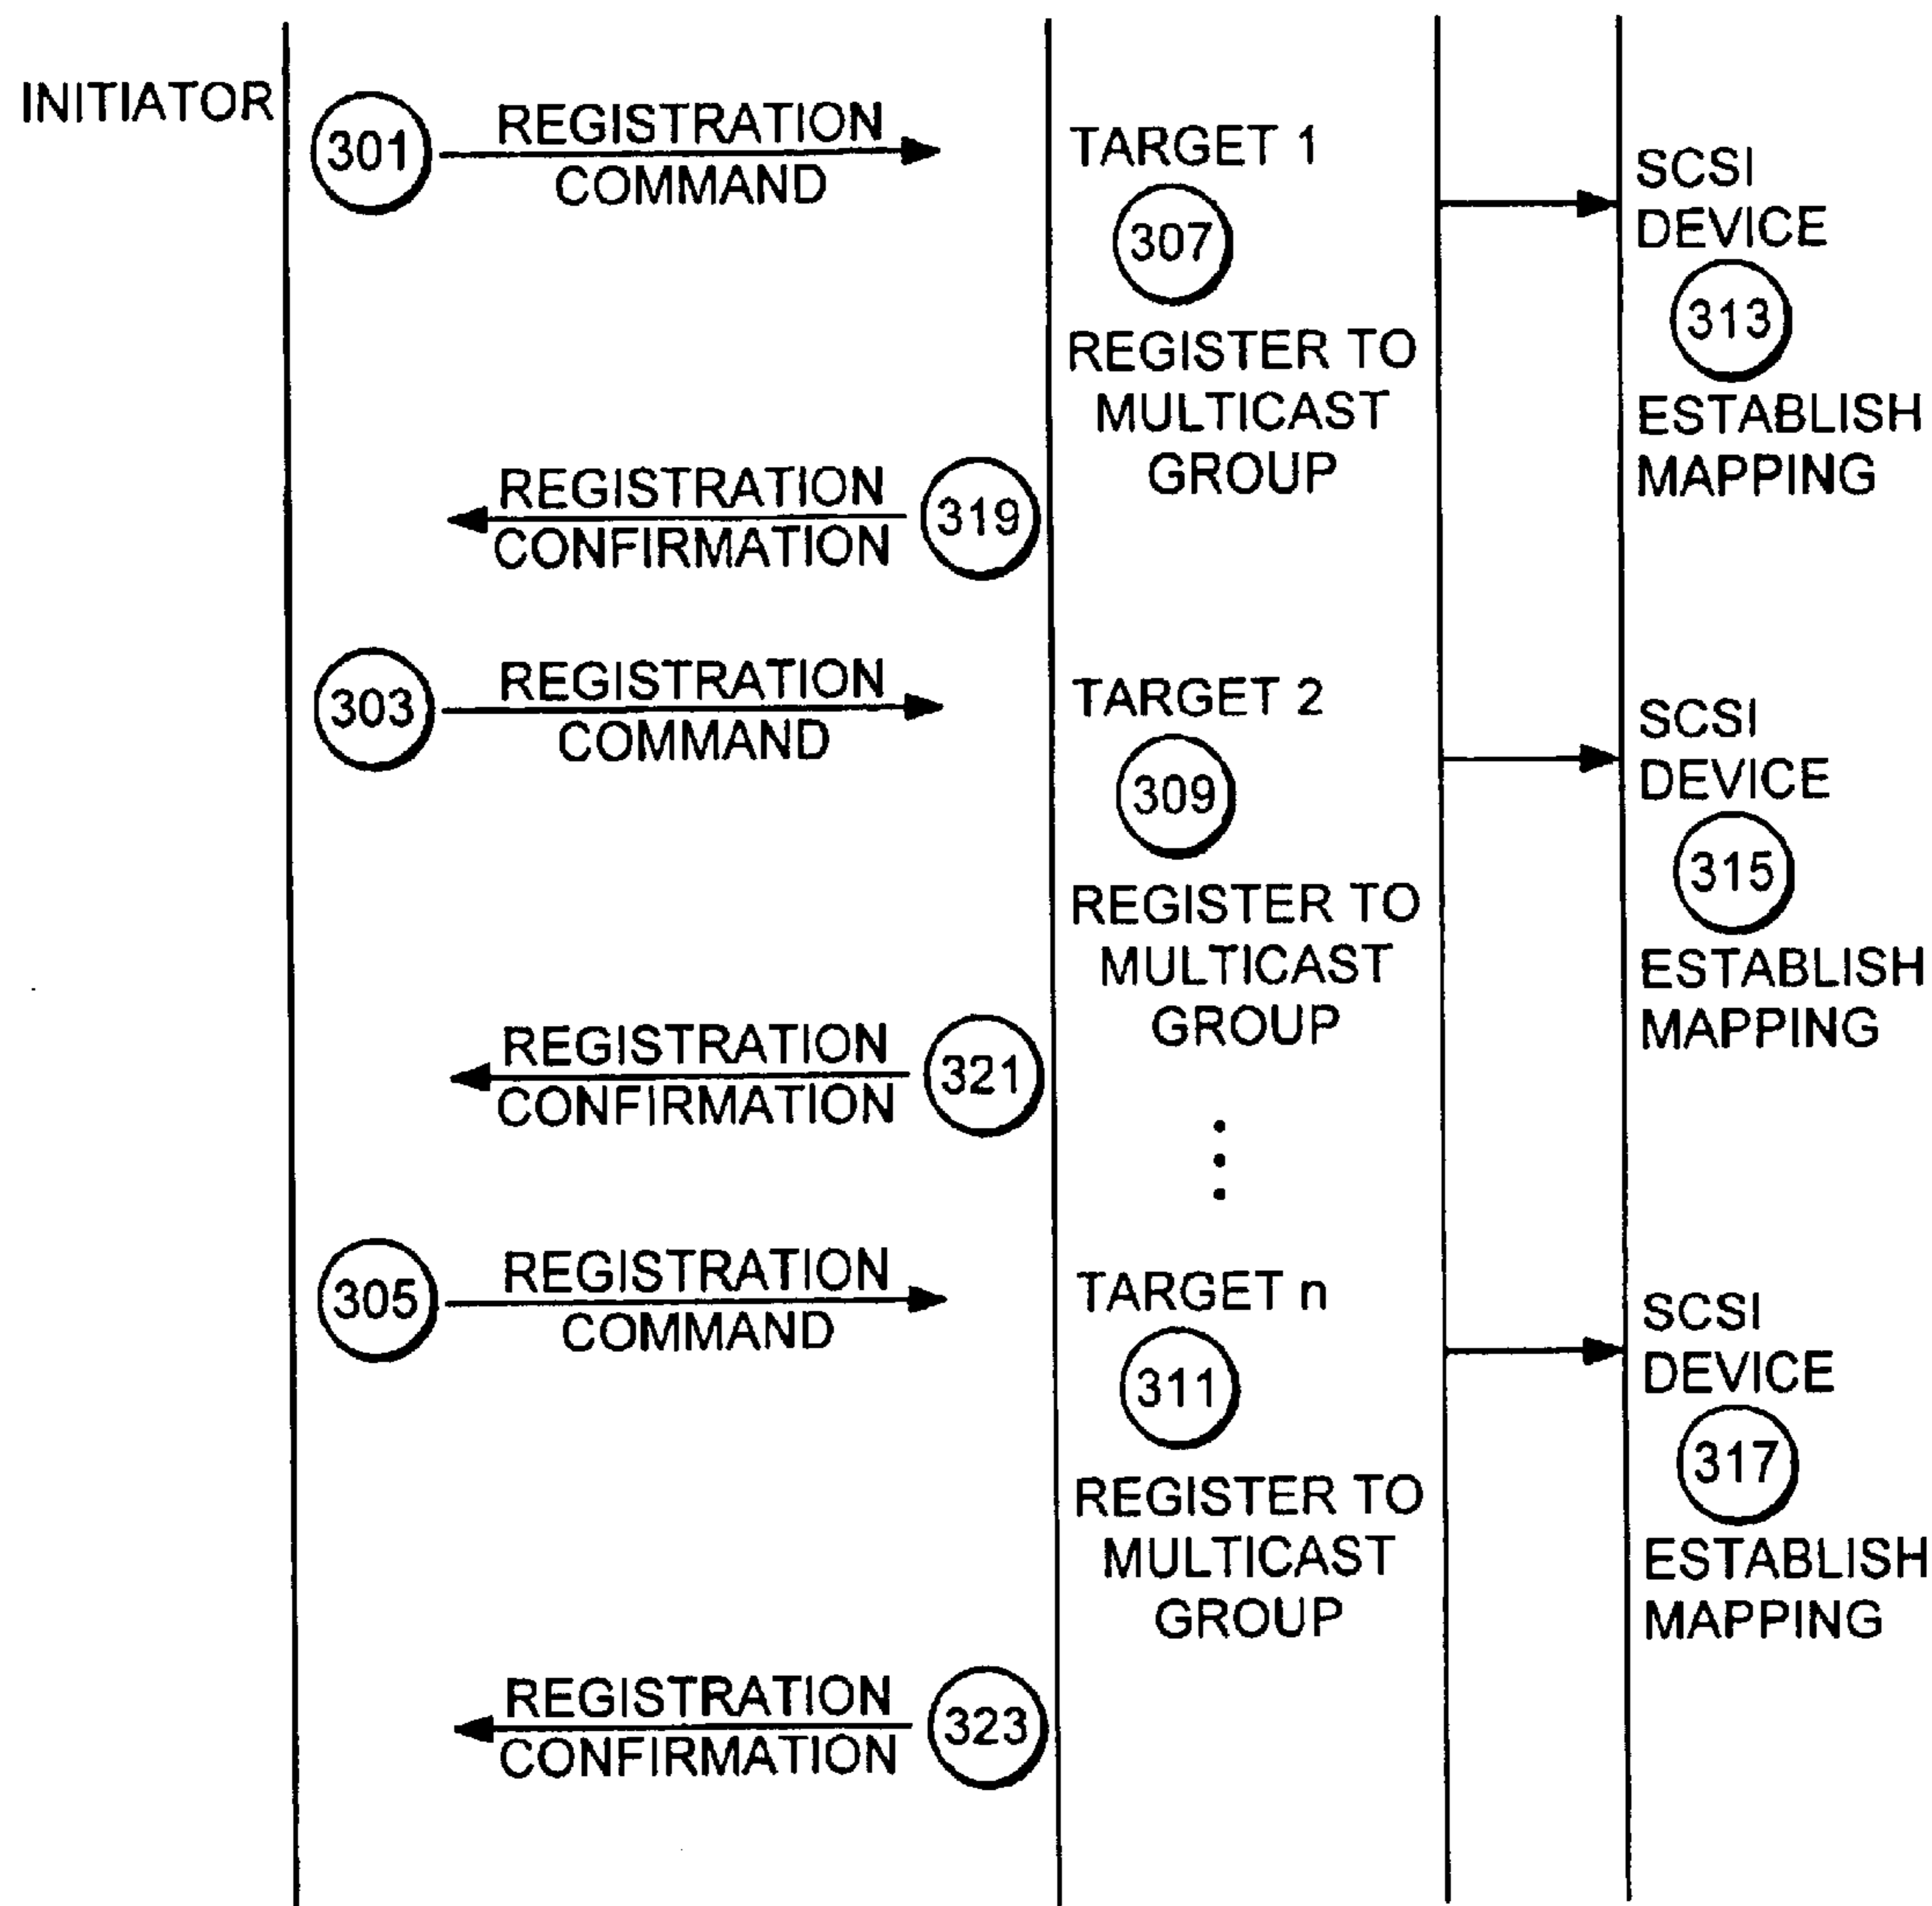 INITIATOR
301
REGISTRATION
COMMAND
TARGET 1
307
REGISTER TO
MULTICAST
GROUP
SCSI
DEVICE
313
ESTABLISH
MAPPING
REGISTRATION
CONFIRMATION
319
303
REGISTRATION
COMMAND
TARGET 2
309
REGISTER TO
MULTICAST
GROUP
SCSI
DEVICE
315
ESTABLISH
MAPPING
REGISTRATION
CONFIRMATION
321
305
REGISTRATION
COMMAND
TARGET n
311
REGISTER TO
MULTICAST
GROUP
SCSI
DEVICE
317
ESTABLISH
MAPPING
REGISTRATION
CONFIRMATION
323